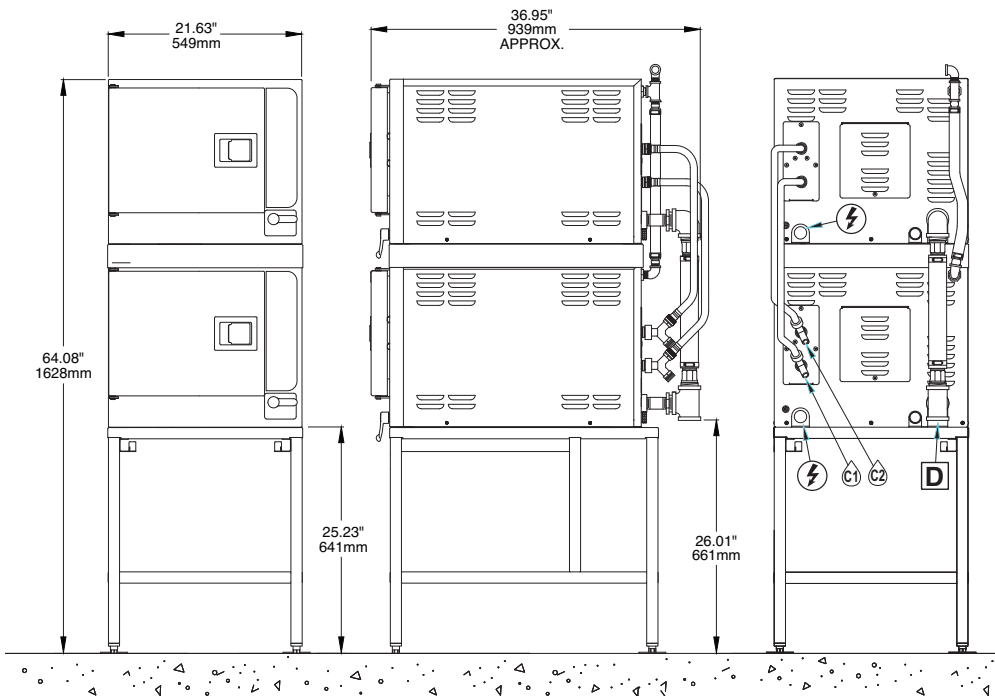 21.63"
549mm
36.95"
939mm
APPROX.
64.08"
1628mm
25.23"
641mm
26.01"
661mm
C1
C2
D